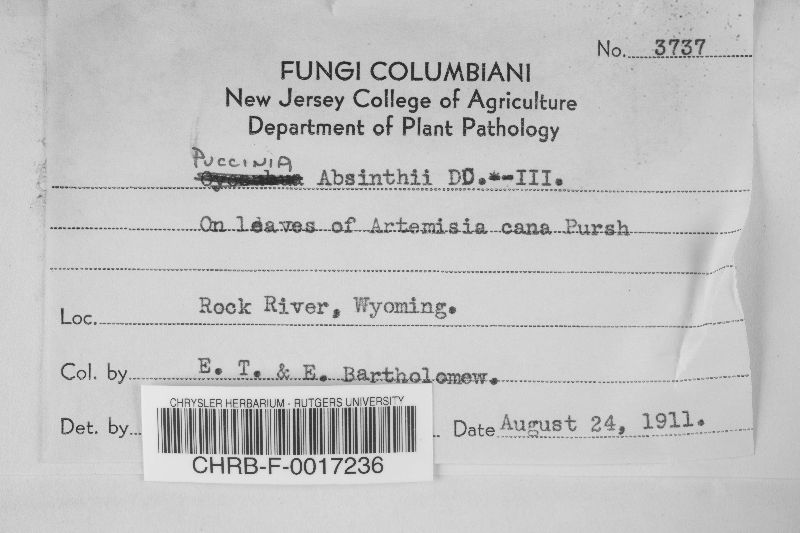 No. 3737
FUNGI COLUMBIANI
New Jersey College of Agriculture
Department of Plant Pathology
PUCCINIA
Absinthii DD.*-III.
On leaves of Artemisia cana Pursh
Loc. Rock River, Wyoming.
Col. by E. T. & E. Bartholomew.
Det. by
Date August 24, 1911.
CHRYSLER HERBARIUM - RUTGERS UNIVERSITY
CHRB-F-0017236